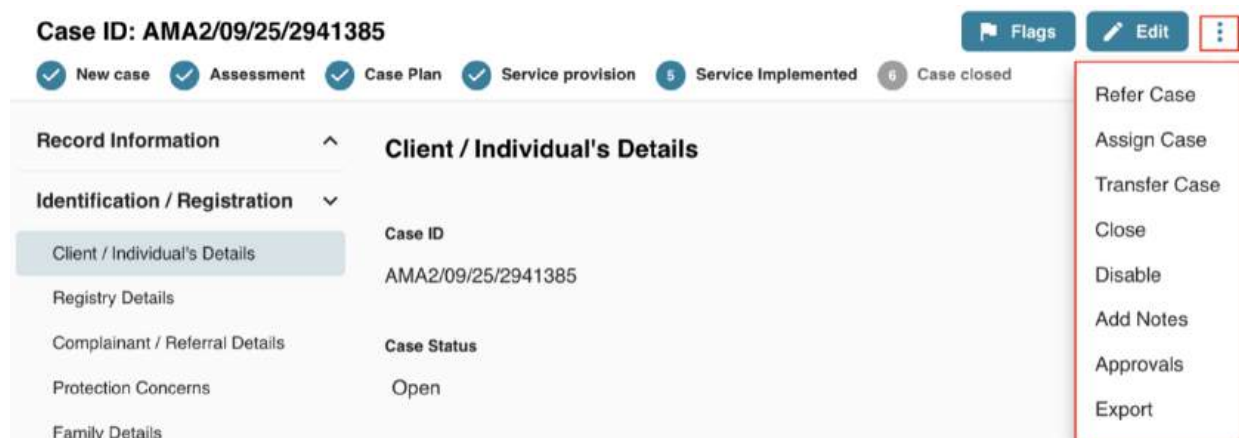 Case ID: AMA2/09/25/2941385
Flags
Edit
New case
Assessment
Case Plan
Service provision
5 Service Implemented
6 Case closed
Record Information
Identification / Registration
Client / Individual's Details
Registry Details
Complainant / Referral Details
Protection Concerns
Family Details
Client / Individual's Details
Case ID
AMA2/09/25/2941385
Case Status
Open
Refer Case
Assign Case
Transfer Case
Close
Disable
Add Notes
Approvals
Export